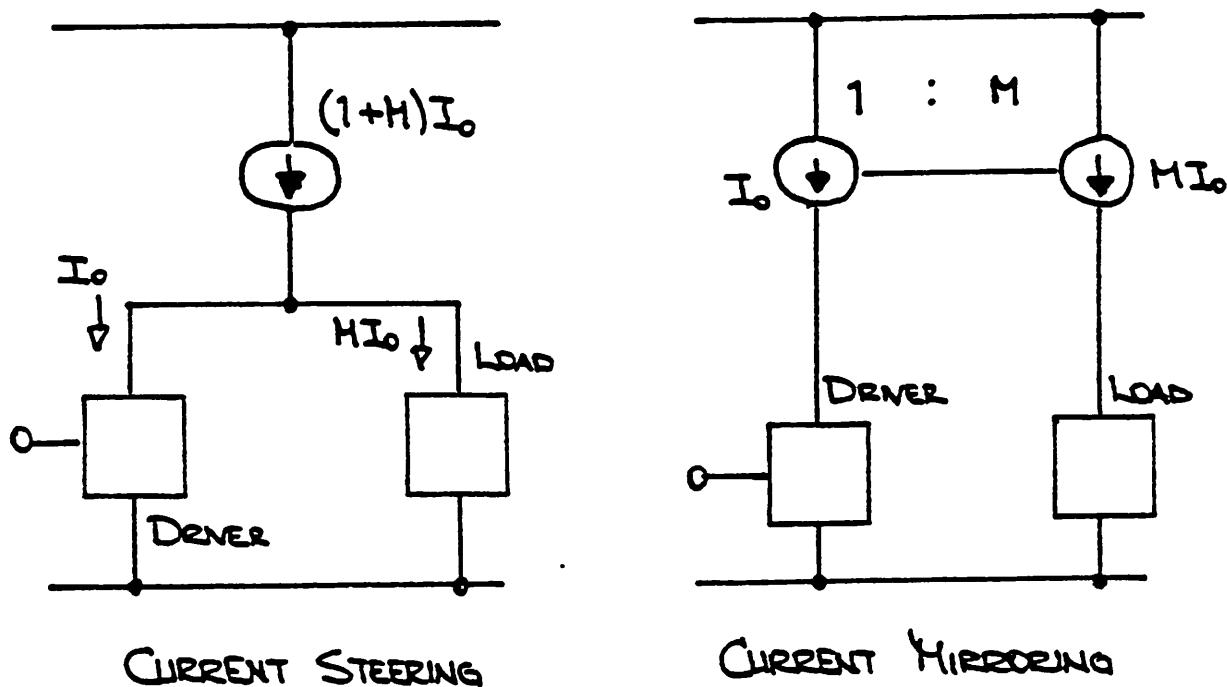 (1+M)I₀
I₀
MI₀
LOAD
DRIVER
CURRENT STEERING
1 : M
I₀
MI₀
DRIVER
LOAD
CURRENT MIRRORING